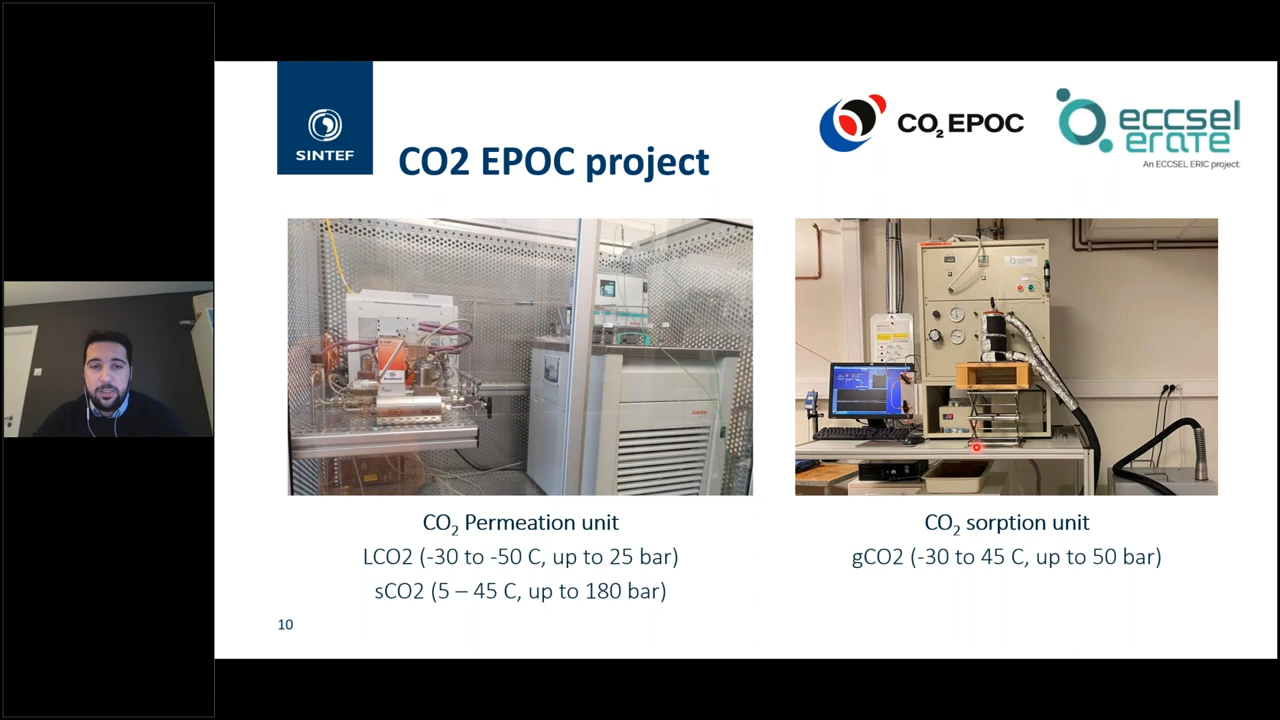 SINTEF
CO2 EPOC project
CO₂ EPOC
eccsel
erate
An ECCSEL ERIC project
CO₂ Permeation unit
LCO2 (-30 to -50 C, up to 25 bar)
sCO2 (5 – 45 C, up to 180 bar)
CO₂ sorption unit
gCO2 (-30 to 45 C, up to 50 bar)
10